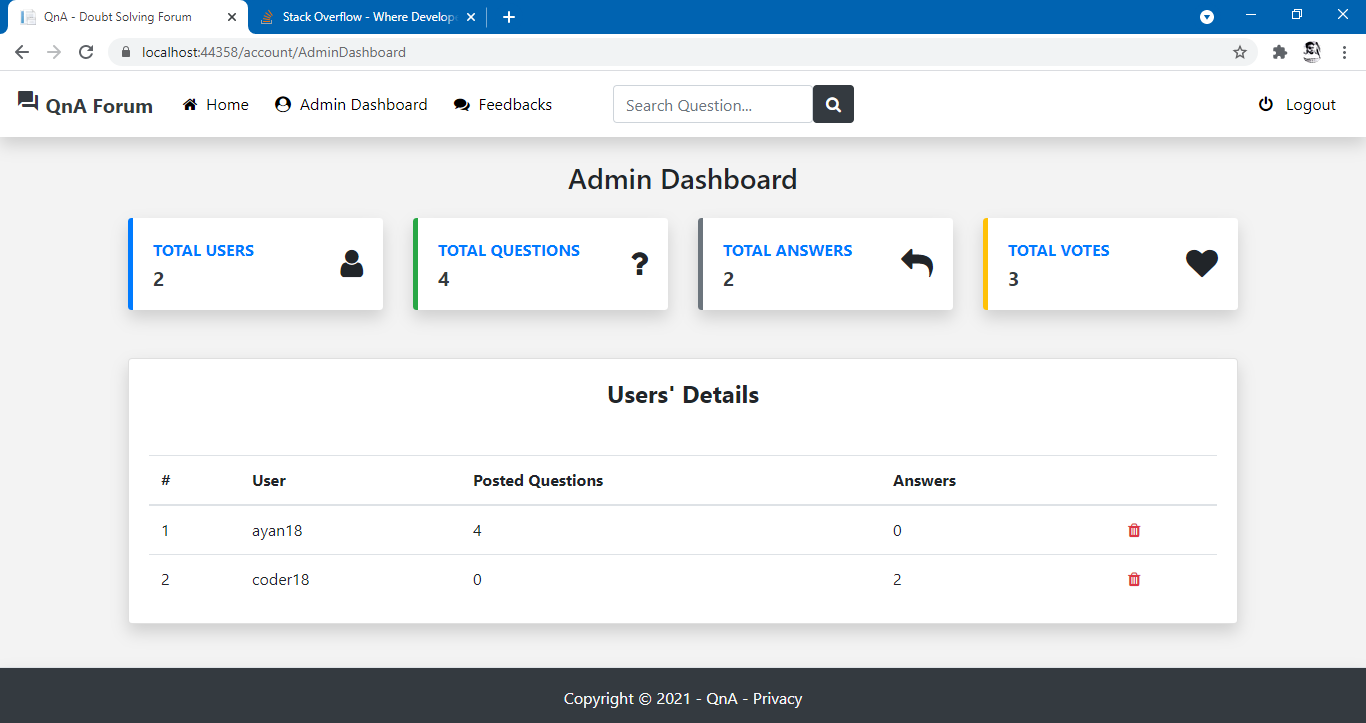 QnA - Doubt Solving Forum
Stack Overflow - Where Develop
localhost:44358/account/AdminDashboard
QnA Forum Home Admin Dashboard Feedbacks Search Question... Logout
Admin Dashboard
TOTAL USERS
2
TOTAL QUESTIONS
4
TOTAL ANSWERS
2
TOTAL VOTES
3
Users' Details
# User Posted Questions Answers
1 ayan18 4 0
2 coder18 0 2
Copyright © 2021 - QnA - Privacy